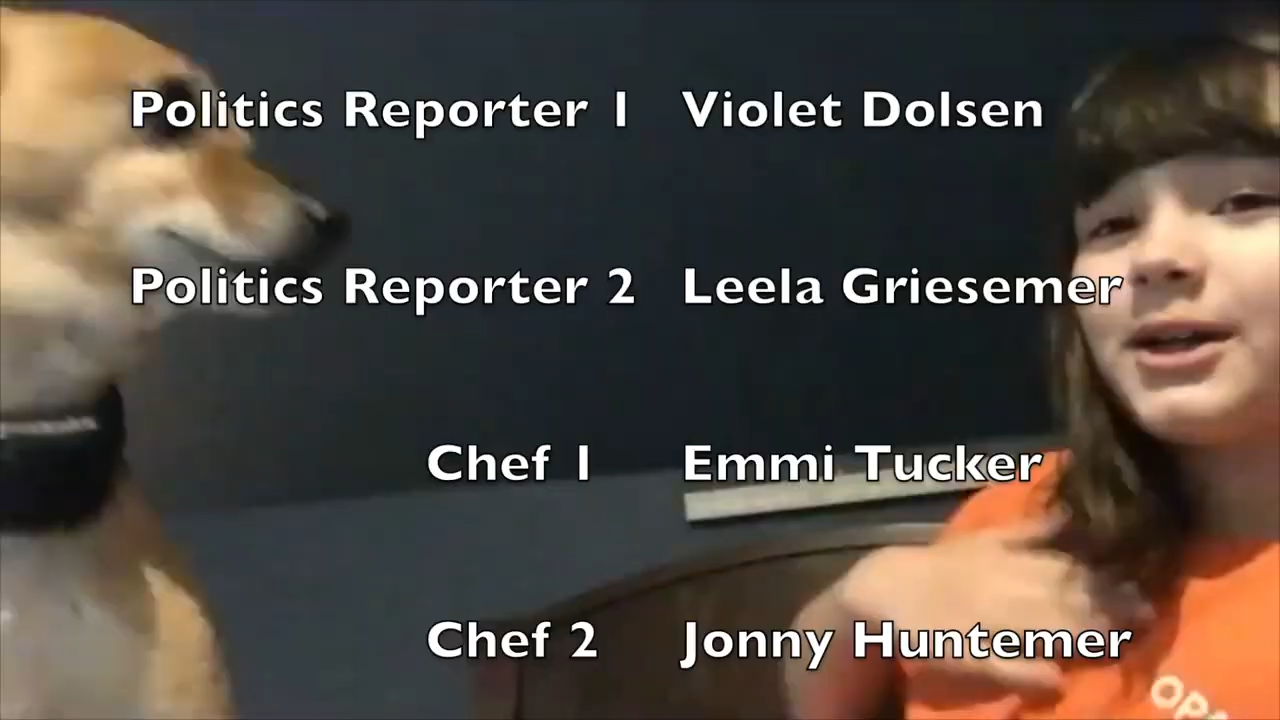 Politics Reporter 1 Violet Dolsen
Politics Reporter 2 Leela Griesemer
Chef 1 Emmi Tucker
Chef 2 Jonny Huntemer